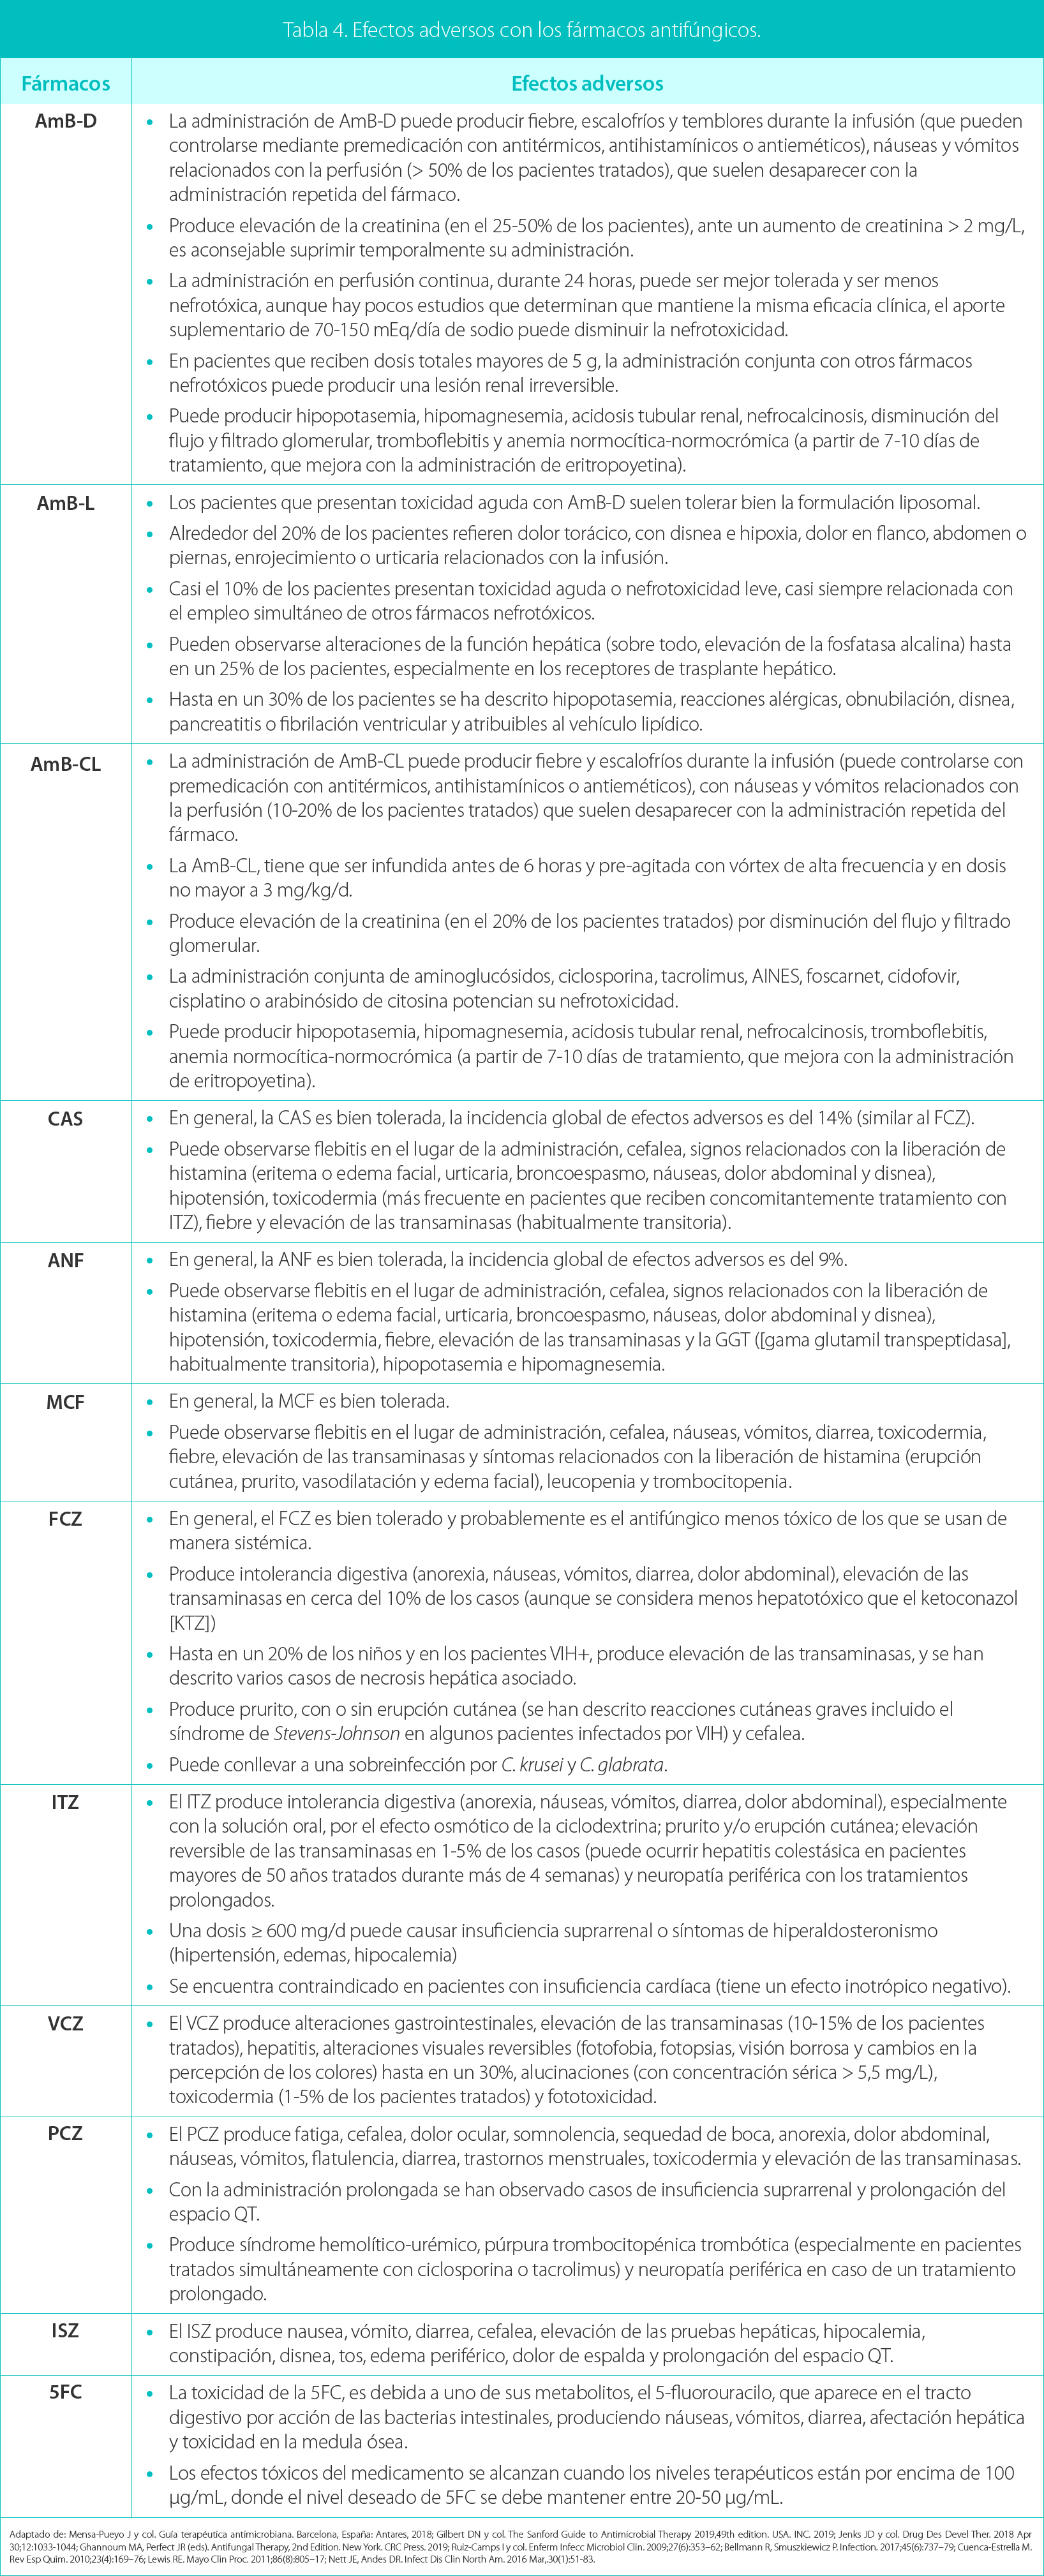 Tabla 4. Efectos adversos con los fármacos antifúngicos.
Fármacos
Efectos adversos
AmB-D
• La administración de AmB-D puede producir fiebre, escalofríos y temblores durante la infusión (que pueden
controlarse mediante premedicación con antitérmicos, antihistamínicos o antieméticos), náuseas y vómitos
relacionados con la perfusión (> 50% de los pacientes tratados), que suelen desaparecer con la
administración repetida del fármaco.
• Produce elevación de la creatinina (en el 25-50% de los pacientes), ante un aumento de creatinina > 2 mg/L,
es aconsejable suprimir temporalmente su administración.
• La administración en perfusión continua, durante 24 horas, puede ser mejor tolerada y ser menos
nefrotóxica, aunque hay pocos estudios que determinan que mantiene la misma eficacia clínica, el aporte
suplementario de 70-150 mEq/día de sodio puede disminuir la nefrotoxicidad.
• En pacientes que reciben dosis totales mayores de 5 g, la administración conjunta con otros fármacos
nefrotóxicos puede producir una lesión renal irreversible.
• Puede producir hipopotasemia, hipomagnesemia, acidosis tubular renal, nefrocalcinosis, disminución del
flujo y filtrado glomerular, tromboflebitis y anemia normocítica-normocrómica (a partir de 7-10 días de
tratamiento, que mejora con la administración de eritropoyetina).
AmB-L
• Los pacientes que presentan toxicidad aguda con AmB-D suelen tolerar bien la formulación liposomal.
• Alrededor del 20% de los pacientes refieren dolor torácico, con disnea e hipoxia, dolor en flanco, abdomen o
piernas, enrojecimiento o urticaria relacionados con la infusión.
• Casi el 10% de los pacientes presentan toxicidad aguda o nefrotoxicidad leve, casi siempre relacionada con
el empleo simultáneo de otros fármacos nefrotóxicos.
• Pueden observarse alteraciones de la función hepática (sobre todo, elevación de la fosfatasa alcalina) hasta
en un 25% de los pacientes, especialmente en los receptores de trasplante hepático.
• Hasta en un 30% de los pacientes se ha descrito hipopotasemia, reacciones alérgicas, obnubilación, disnea,
pancreatitis o fibrilación ventricular y atribuibles al vehículo lipídico.
AmB-CL
• La administración de AmB-CL puede producir fiebre y escalofríos durante la infusión (puede controlarse con
premedicación con antitérmicos, antihistamínicos o antieméticos), con náuseas y vómitos relacionados con
la perfusión (10-20% de los pacientes tratados) que suelen desaparecer con la administración repetida del
fármaco.
• La AmB-CL, tiene que ser infundida antes de 6 horas y pre-agitada con vórtex de alta frecuencia y en dosis
no mayor a 3 mg/kg/d.
• Produce elevación de la creatinina (en el 20% de los pacientes tratados) por disminución del flujo y filtrado
glomerular.
• La administración conjunta de aminoglucósidos, ciclosporina, tacrolimus, AINES, foscarnet, cidofovir,
cisplatino o arabinósido de citosina potencian su nefrotoxicidad.
• Puede producir hipopotasemia, hipomagnesemia, acidosis tubular renal, nefrocalcinosis, tromboflebitis,
anemia normocítica-normocrómica (a partir de 7-10 días de tratamiento, que mejora con la administración
de eritropoyetina).
CAS
• En general, la CAS es bien tolerada, la incidencia global de efectos adversos es del 14% (similar al FCZ).
• Puede observarse flebitis en el lugar de la administración, cefalea, signos relacionados con la liberación de
histamina (eritema o edema facial, urticaria, broncoespasmo, náuseas, dolor abdominal y disnea),
hipotensión, toxicodermia (más frecuente en pacientes que reciben concomitantemente tratamiento con
ITZ), fiebre y elevación de las transaminasas (habitualmente transitoria).
ANF
• En general, la ANF es bien tolerada, la incidencia global de efectos adversos es del 9%.
• Puede observarse flebitis en el lugar de administración, cefalea, signos relacionados con la liberación de
histamina (eritema o edema facial, urticaria, broncoespasmo, náuseas, dolor abdominal y disnea),
hipotensión, toxicodermia, fiebre, elevación de las transaminasas y la GGT ([gama glutamil transpeptidasa],
habitualmente transitoria), hipopotasemia e hipomagnesemia.
MCF
• En general, la MCF es bien tolerada.
• Puede observarse flebitis en el lugar de administración, cefalea, náuseas, vómitos, diarrea, toxicodermia,
fiebre, elevación de las transaminasas y síntomas relacionados con la liberación de histamina (erupción
cutánea, prurito, vasodilatación y edema facial), leucopenia y trombocitopenia.
FCZ
• En general, el FCZ es bien tolerado y probablemente es el antifúngico menos tóxico de los que se usan de
manera sistémica.
• Produce intolerancia digestiva (anorexia, náuseas, vómitos, diarrea, dolor abdominal), elevación de las
transaminasas en cerca del 10% de los casos (aunque se considera menos hepatotóxico que el ketoconazol
[KTZ])
• Hasta en un 20% de los niños y en los pacientes VIH+, produce elevación de las transaminasas, y se han
descrito varios casos de necrosis hepática asociado.
• Produce prurito, con o sin erupción cutánea (se han descrito reacciones cutáneas graves incluido el
síndrome de Stevens-Johnson en algunos pacientes infectados por VIH) y cefalea.
• Puede conllevar a una sobreinfección por C. krusei y C. glabrata.
ITZ
• El ITZ produce intolerancia digestiva (anorexia, náuseas, vómitos, diarrea, dolor abdominal), especialmente
con la solución oral, por el efecto osmótico de la ciclodextrina; prurito y/o erupción cutánea; elevación
reversible de las transaminasas en 1-5% de los casos (puede ocurrir hepatitis colestásica en pacientes
mayores de 50 años tratados durante más de 4 semanas) y neuropatía periférica con los tratamientos
prolongados.
• Una dosis ≥ 600 mg/d puede causar insuficiencia suprarrenal o síntomas de hiperaldosteronismo
(hipertensión, edemas, hipocalemia)
• Se encuentra contraindicado en pacientes con insuficiencia cardíaca (tiene un efecto inotrópico negativo).
VCZ
• El VCZ produce alteraciones gastrointestinales, elevación de las transaminasas (10-15% de los pacientes
tratados), hepatitis, alteraciones visuales reversibles (fotofobia, fotopsias, visión borrosa y cambios en la
percepción de los colores) hasta en un 30%, alucinaciones (con concentración sérica > 5,5 mg/L),
toxicodermia (1-5% de los pacientes tratados) y fototoxicidad.
PCZ
• El PCZ produce fatiga, cefalea, dolor ocular, somnolencia, sequedad de boca, anorexia, dolor abdominal,
náuseas, vómitos, flatulencia, diarrea, trastornos menstruales, toxicodermia y elevación de las transaminasas.
• Con la administración prolongada se han observado casos de insuficiencia suprarrenal y prolongación del
espacio QT.
• Produce síndrome hemolítico-urémico, púrpura trombocitopénica trombótica (especialmente en pacientes
tratados simultáneamente con ciclosporina o tacrolimus) y neuropatía periférica en caso de un tratamiento
prolongado.
ISZ
• El ISZ produce nausea, vómito, diarrea, cefalea, elevación de las pruebas hepáticas, hipocalemia,
constipación, disnea, tos, edema periférico, dolor de espalda y prolongación del espacio QT.
5FC
• La toxicidad de la 5FC, es debida a uno de sus metabolitos, el 5-fluorouracilo, que aparece en el tracto
digestivo por acción de las bacterias intestinales, produciendo náuseas, vómitos, diarrea, afectación hepática
y toxicidad en la medula ósea.
• Los efectos tóxicos del medicamento se alcanzan cuando los niveles terapéuticos están por encima de 100
µg/mL, donde el nivel deseado de 5FC se debe mantener entre 20-50 µg/mL.
Adaptado de: Mensa-Pueyo J y col. Guía terapéutica antimicrobiana. Barcelona, España: Antares, 2018; Gilbert DN y col. The Sanford Guide to Antimicrobial Therapy 2019,49th edition. USA. INC. 2019; Jenks JD y col. Drug Des Devel Ther. 2018 Apr
30;12:1033-1044; Ghannoum MA, Perfect JR (eds). Antifungal Therapy, 2nd Edition. New York. CRC Press. 2019; Ruiz-Camps I y col. Enferm Infecc Microbiol Clin. 2009;27(6):353–62; Bellmann R, Smuszkiewicz P. Infection. 2017;45(6):737–79; Cuenca-Estrella M.
Rev Esp Quim. 2010;23(4):169–76; Lewis RE. Mayo Clin Proc. 2011;86(8):805–17; Nett JE, Andes DR. Infect Dis Clin North Am. 2016 Mar,;30(1):51-83.